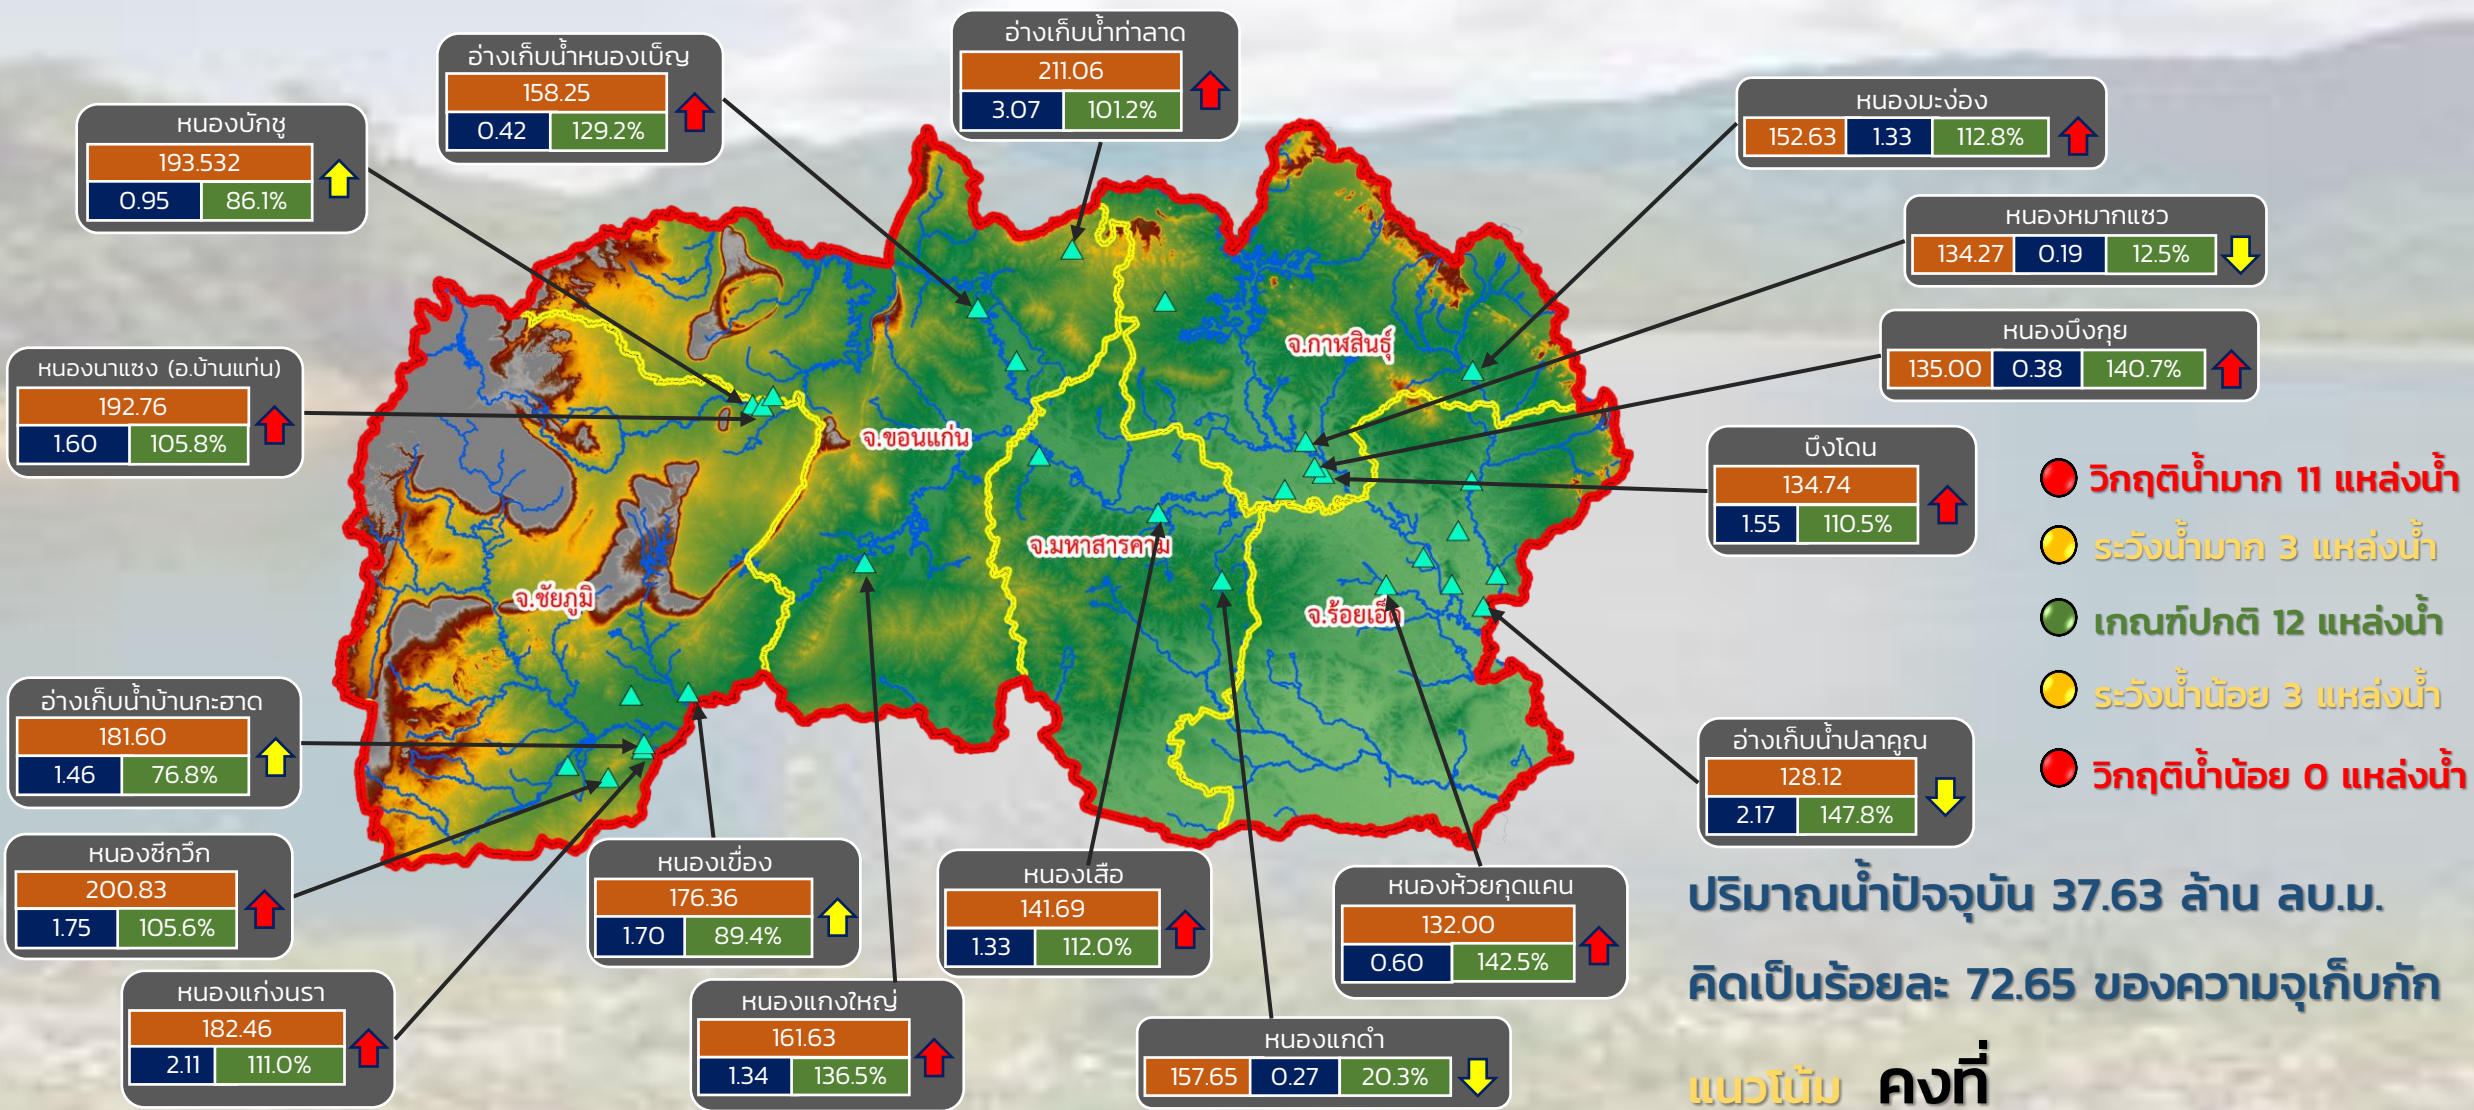 อ่างเก็บน้ำท่าลาด
211.06
3.07 101.2%
อ่างเก็บน้ำหนองเบ็ญ
158.25
0.42 129.2%
หนองบักชู
193.532
0.95 86.1%
หนองมะง่อง
152.63 1.33 112.8%
หนองหมากแซว
134.27 0.19 12.5%
หนองบึงกุย
135.00 0.38 140.7%
หนองนาแซง (อ.บ้านแท่น)
192.76
1.60 105.8%
บึงโดน
134.74
1.55 110.5%
จ.กาฬสินธุ์
จ.ขอนแก่น
จ.มหาสารคาม
จ.ชัยภูมิ
จ.ร้อยเอ็ด
วิกฤติน้ำมาก 11 แหล่งน้ำ
ระวังน้ำมาก 3 แหล่งน้ำ
เกณฑ์ปกติ 12 แหล่งน้ำ
ระวังน้ำน้อย 3 แหล่งน้ำ
วิกฤติน้ำน้อย 0 แหล่งน้ำ
อ่างเก็บน้ำบ้านกะฮาด
181.60
1.46 76.8%
อ่างเก็บน้ำปลาคูณ
128.12
2.17 147.8%
หนองซีกวึก
200.83
1.75 105.6%
หนองเขื่อง
176.36
1.70 89.4%
หนองเสือ
141.69
1.33 112.0%
หนองห้วยกุดแคน
132.00
0.60 142.5%
หนองแก่งนรา
182.46
2.11 111.0%
หนองแกงใหญ่
161.63
1.34 136.5%
หนองแกดำ
157.65 0.27 20.3%
ปริมาณน้ำปัจจุบัน 37.63 ล้าน ลบ.ม.
คิดเป็นร้อยละ 72.65 ของความจุเก็บกัก
แนวโน้ม คงที่